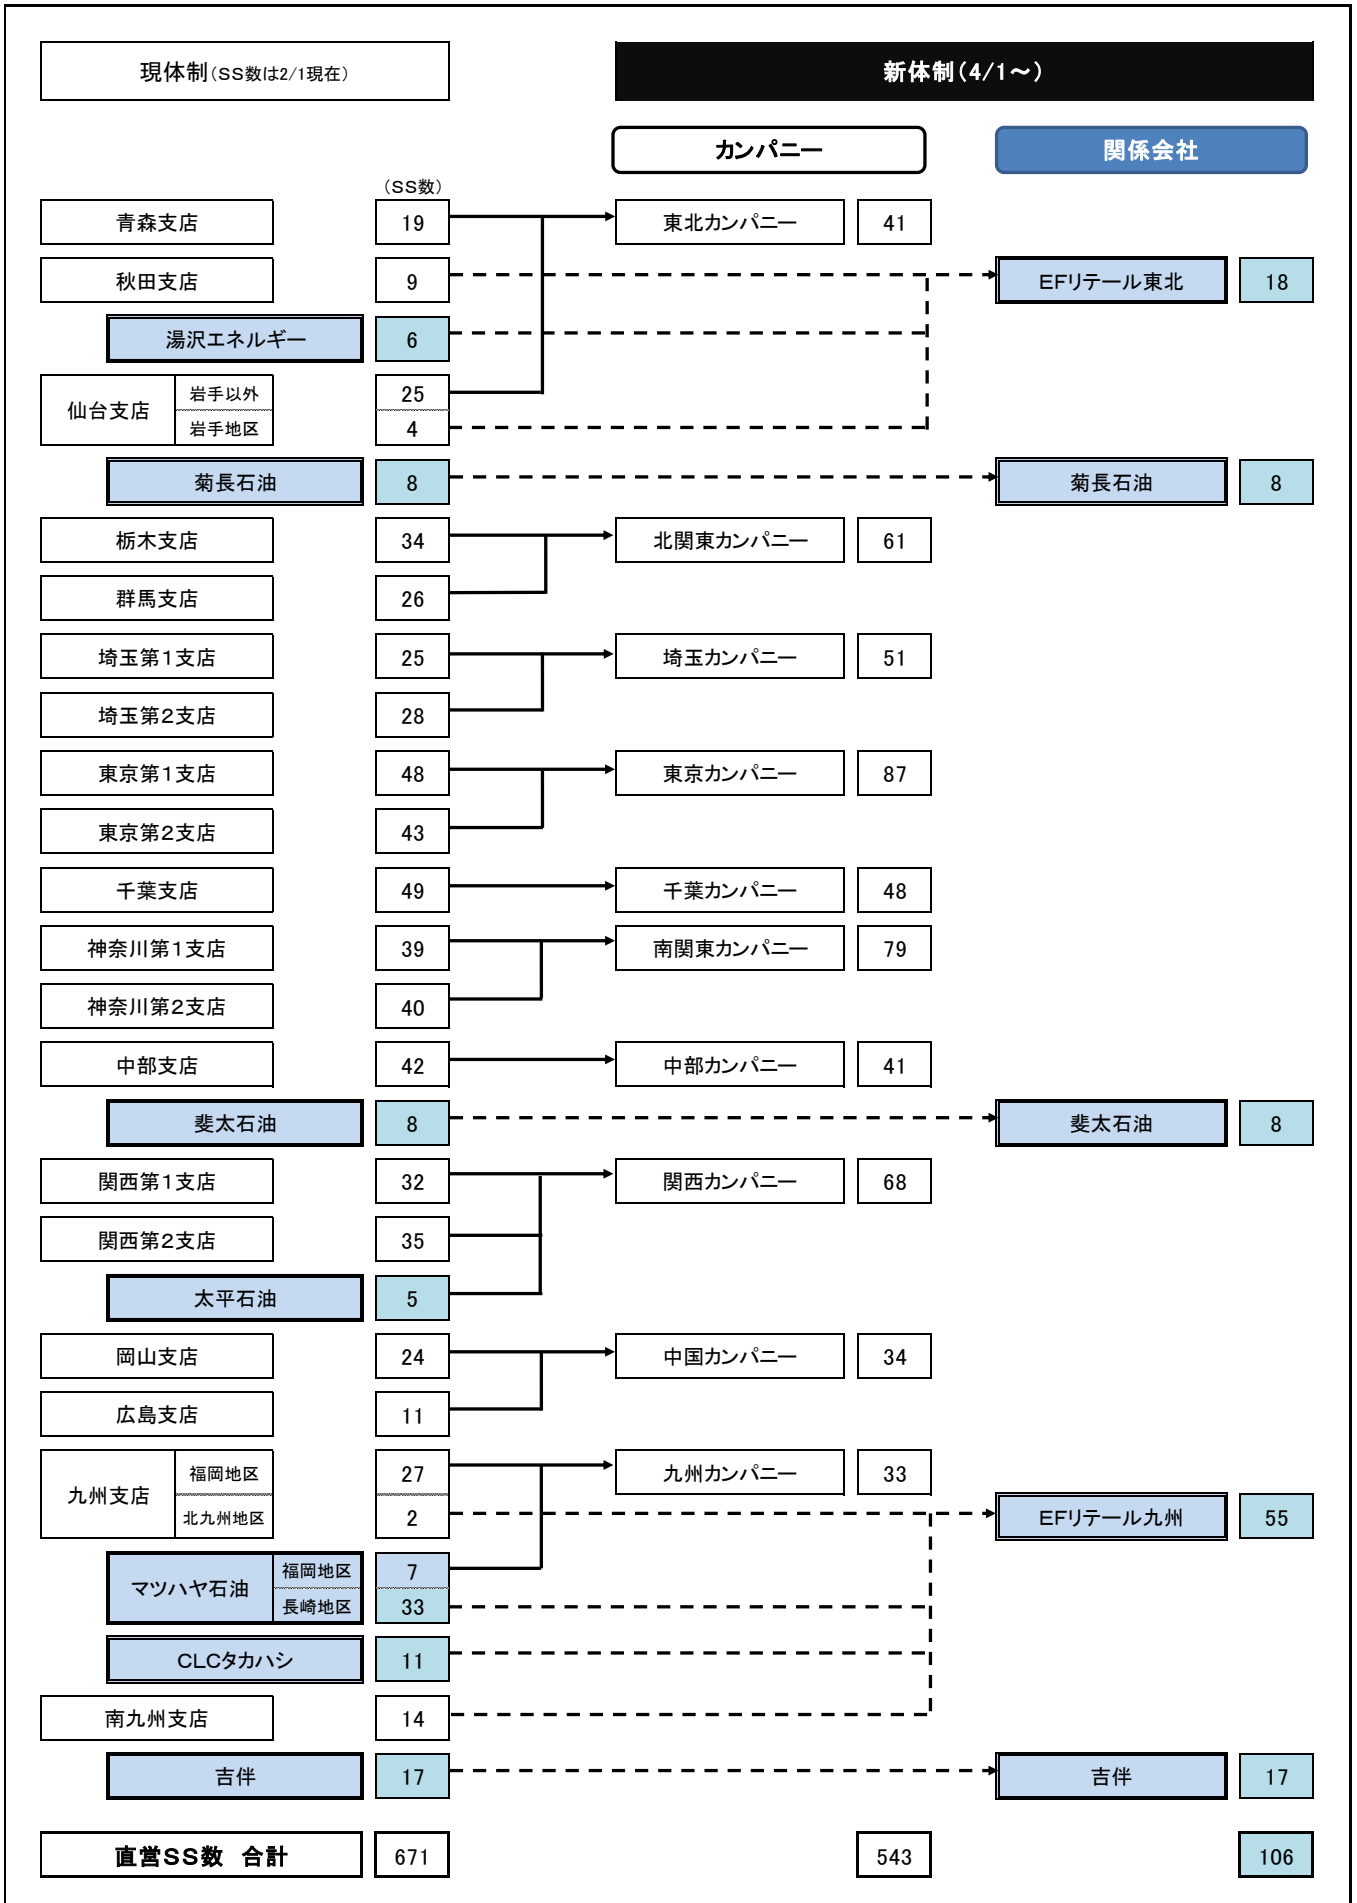 現体制(SS数は2/1現在)
新体制(4/1～)
カンパニー
関係会社
(SS数)
青森支店 19 東北カンパニー 41
秋田支店 9 EFリテール東北 18
湯沢エネルギー 6
仙台支店 岩手以外 25
岩手地区 4
菊長石油 8 菊長石油 8
栃木支店 34 北関東カンパニー 61
群馬支店 26
埼玉第1支店 25 埼玉カンパニー 51
埼玉第2支店 28
東京第1支店 48 東京カンパニー 87
東京第2支店 43
千葉支店 49 千葉カンパニー 48
神奈川第1支店 39 南関東カンパニー 79
神奈川第2支店 40
中部支店 42 中部カンパニー 41
斐太石油 8 斐太石油 8
関西第1支店 32 関西カンパニー 68
関西第2支店 35
太平石油 5
岡山支店 24 中国カンパニー 34
広島支店 11
九州支店 福岡地区 27 九州カンパニー 33
北九州地区 2 EFリテール九州 55
マツハヤ石油 福岡地区 7
長崎地区 33
CLCタカハシ 11
南九州支店 14
吉伴 17 吉伴 17
直営SS数 合計 671 543 106